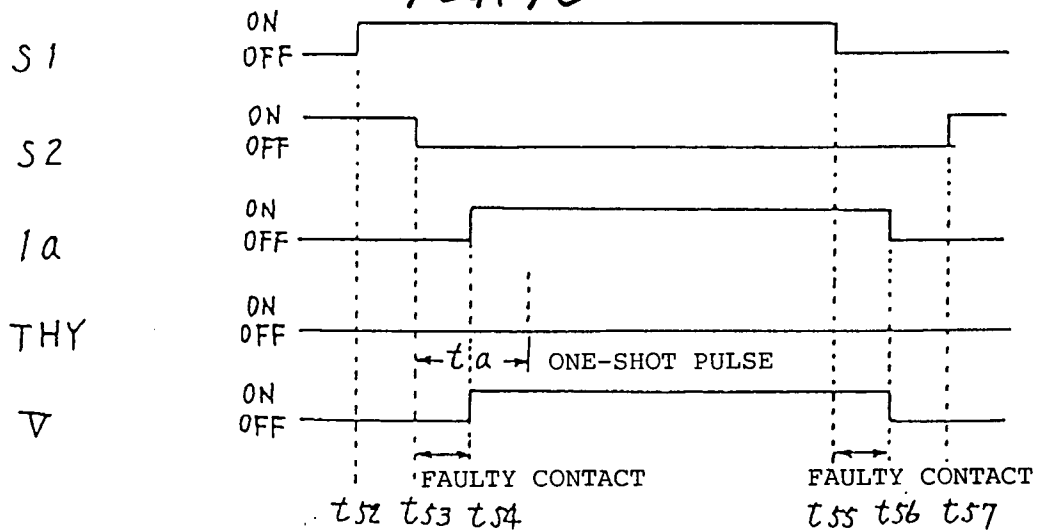 ON
S1 OFF
ON
S2 OFF
ON
1a OFF
ON
THY OFF
ta ONE-SHOT PULSE
ON
V OFF
FAULTY CONTACT FAULTY CONTACT
t52 t53 t54 t55 t56 t57